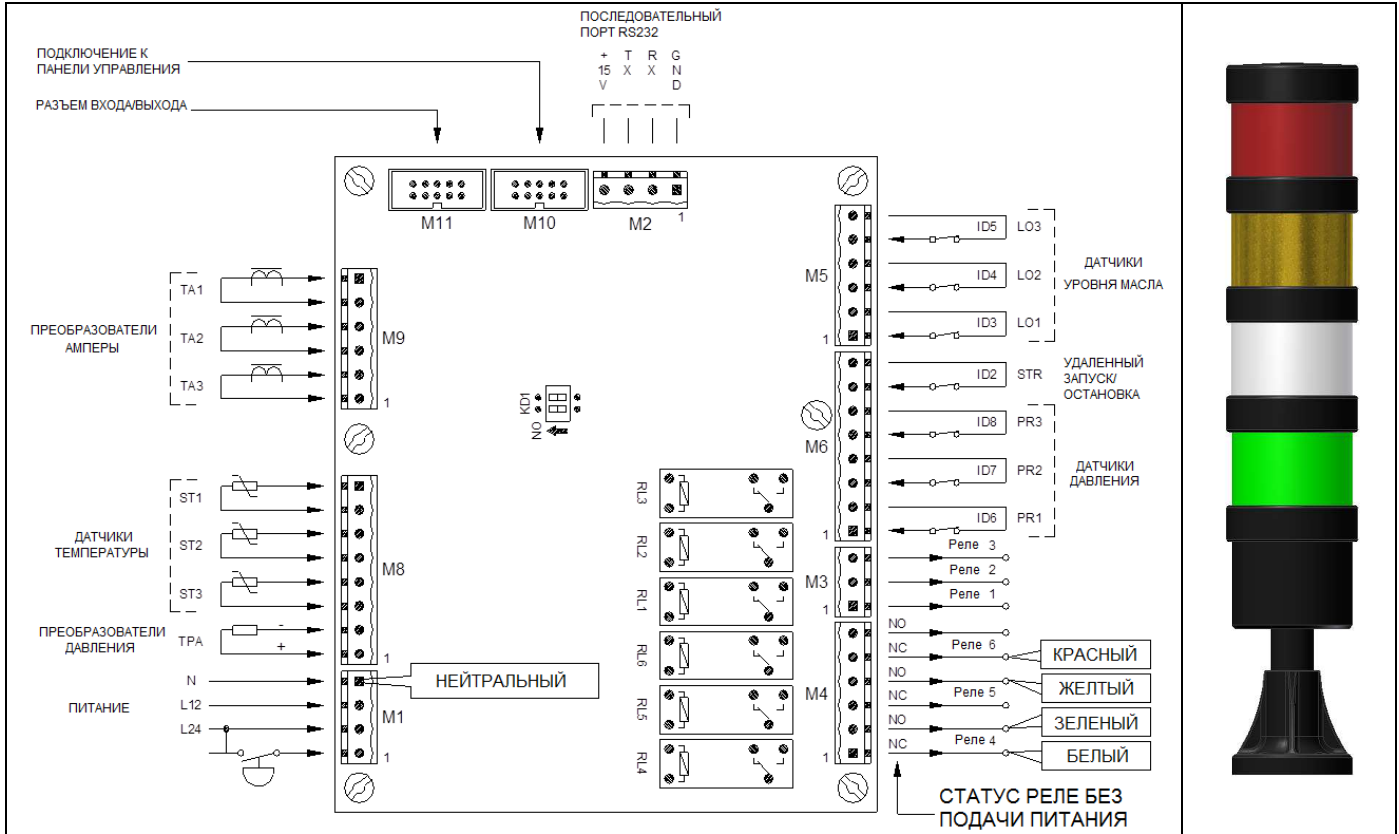 ПОСЛЕДОВАТЕЛЬНЫЙ
ПОРТ RS232
+ T R G
15 X X N
V D
ПОДКЛЮЧЕНИЕ К
ПАНЕЛИ УПРАВЛЕНИЯ
РАЗЪЕМ ВХОДА/ВЫХОДА
M11
M10
M2
1
TA1
TA2
TA3
ПРЕОБРАЗОВАТЕЛИ
АМПЕРЫ
M9
1
KD1
NO
ST1
ST2
ST3
ДАТЧИКИ
ТЕМПЕРАТУРЫ
ПРЕОБРАЗОВАТЕЛИ
ДАВЛЕНИЯ
TPA
-
+
M8
1
ПИТАНИЕ
N
L12
L24
M1
1
НЕЙТРАЛЬНЫЙ
RL3
RL2
RL1
RL6
RL5
RL4
M5
1
ID5 LO3
ID4 LO2
ID3 LO1
ДАТЧИКИ
УРОВНЯ МАСЛА
M6
1
ID2 STR
УДАЛЕННЫЙ
ЗАПУСК/
ОСТАНОВКА
ID8 PR3
ID7 PR2
ID6 PR1
ДАТЧИКИ
ДАВЛЕНИЯ
M3
1
Реле 3
Реле 2
Реле 1
M4
1
NO
NC Реле 6
КРАСНЫЙ
NO
ЖЕЛТЫЙ
NC Реле 5
NO
ЗЕЛЕНЫЙ
NC Реле 4
БЕЛЫЙ
СТАТУС РЕЛЕ БЕЗ
ПОДАЧИ ПИТАНИЯ